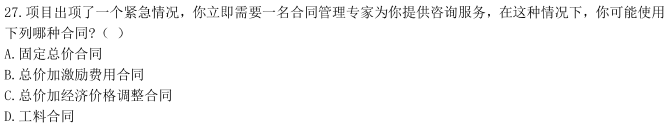 27.项目出项了一个紧急情况，你立即需要一名合同管理专家为你提供咨询服务，在这种情况下，你可能使用
下列哪种合同?（ ）
A.固定总价合同
B.总价加激励费用合同
C.总价加经济价格调整合同
D.工料合同